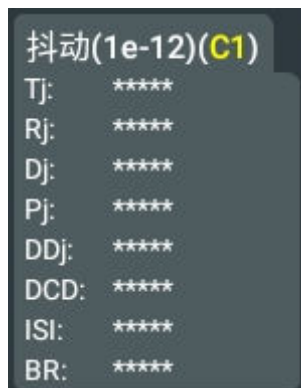 抖动(1e-12)(C1)
Tj: *****
Rj: *****
Dj: *****
Pj: *****
DDj: *****
DCD: *****
ISI: *****
BR: *****